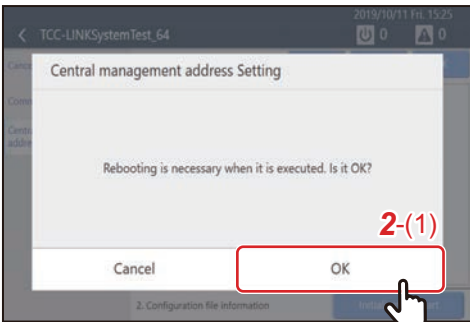 2019/10/11 Fri. 15:25
TCC-LINKSystemTest_64
0
0
Central management address Setting
Rebooting is necessary when it is executed. Is it OK?
2-(1)
Cancel
OK
2. Configuration file information